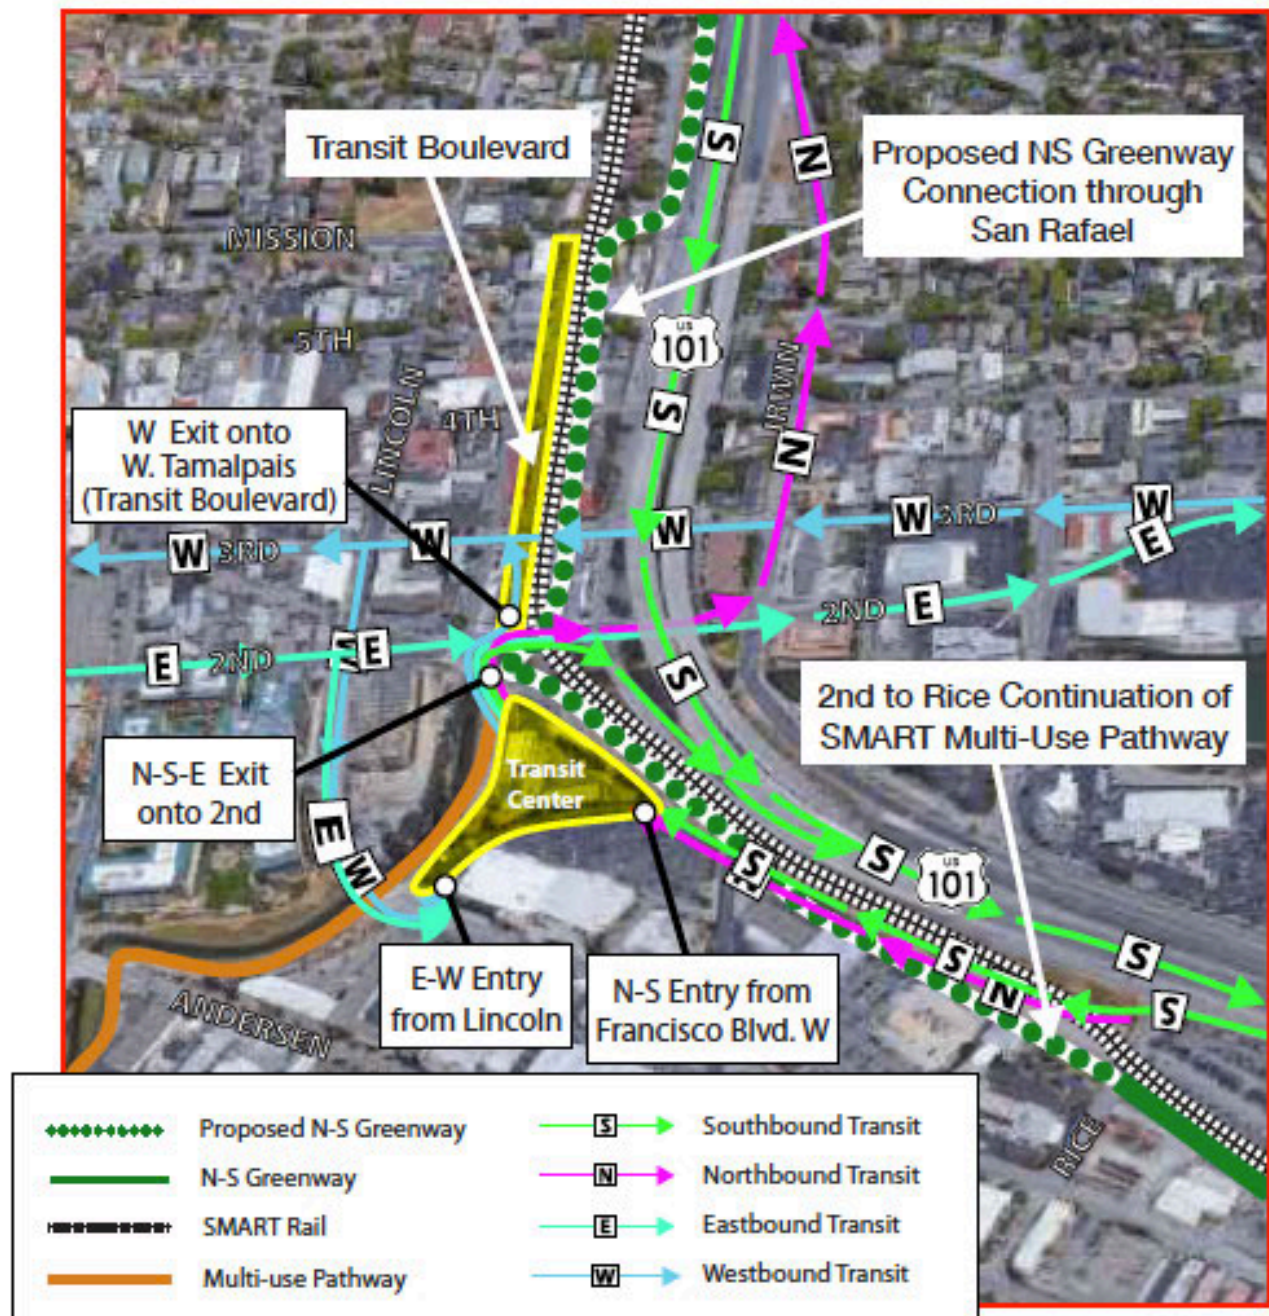 Transit Boulevard
Proposed NS Greenway
Connection through
San Rafael
S
N
MISSION
5TH
US
101
LINCOLN
4TH
IRWIN
S
N
W Exit onto
W. Tamalpais
(Transit Boulevard)
W
3RD
W
W
W
3RD
W
E
E
2ND
W
E
2ND
E
S
2nd to Rice Continuation of
SMART Multi-Use Pathway
N-S-E Exit
onto 2nd
Transit
Center
E
W
S
N
S
US
101
E-W Entry
from Lincoln
N-S Entry from
Francisco Blvd. W
S
N
S
S
ANDERSEN
RICE
Proposed N-S Greenway
S
Southbound Transit
N-S Greenway
N
Northbound Transit
SMART Rail
E
Eastbound Transit
Multi-use Pathway
W
Westbound Transit